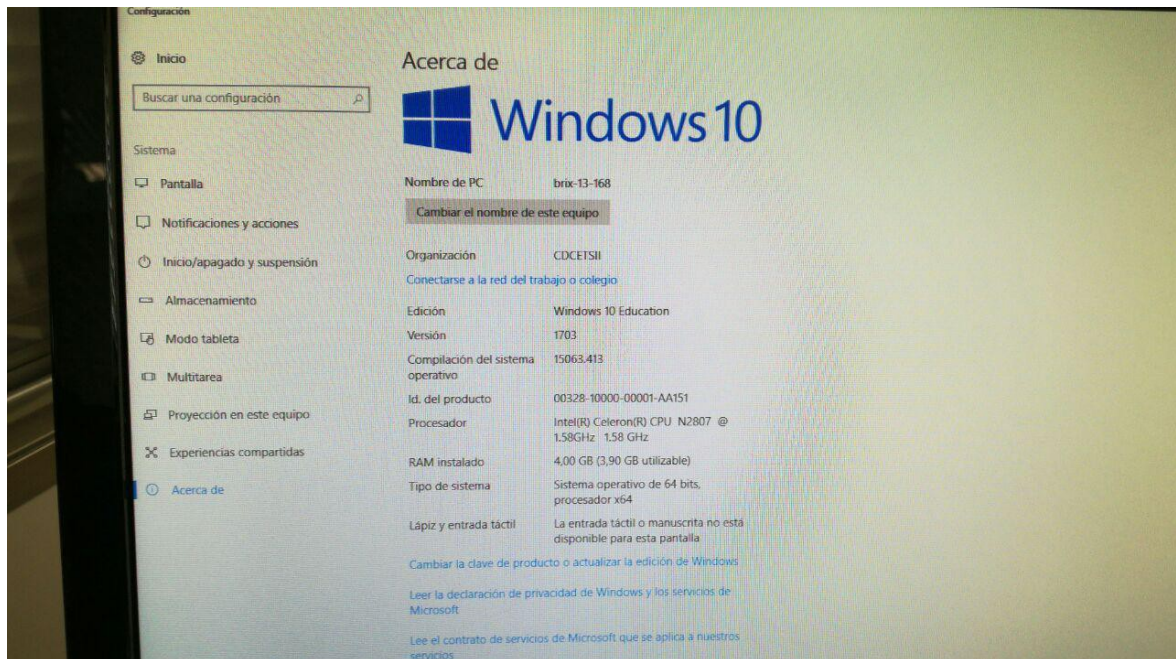 Configuración
Inicio
Buscar una configuración
Sistema
Pantalla
Notificaciones y acciones
Inicio/apagado y suspensión
Almacenamiento
Modo tableta
Multitarea
Proyección en este equipo
Experiencias compartidas
Acerca de
Acerca de
Windows 10
Nombre de PC brix-13-168
Cambiar el nombre de este equipo
Organización CDCETSII
Conectarse a la red del trabajo o colegio
Edición Windows 10 Education
Versión 1703
Compilación del sistema 15063.413
operativo
Id. del producto 00328-10000-00001-AA151
Procesador Intel(R) Celeron(R) CPU N2807 @
1.58GHz 1.58 GHz
RAM instalado 4,00 GB (3,90 GB utilizable)
Tipo de sistema Sistema operativo de 64 bits,
procesador x64
Lápiz y entrada táctil La entrada táctil o manuscrita no está
disponible para esta pantalla
Cambiar la clave de producto o actualizar la edición de Windows
Leer la declaración de privacidad de Windows y los servicios de
Microsoft
Lee el contrato de servicios de Microsoft que se aplica a nuestros
servicios